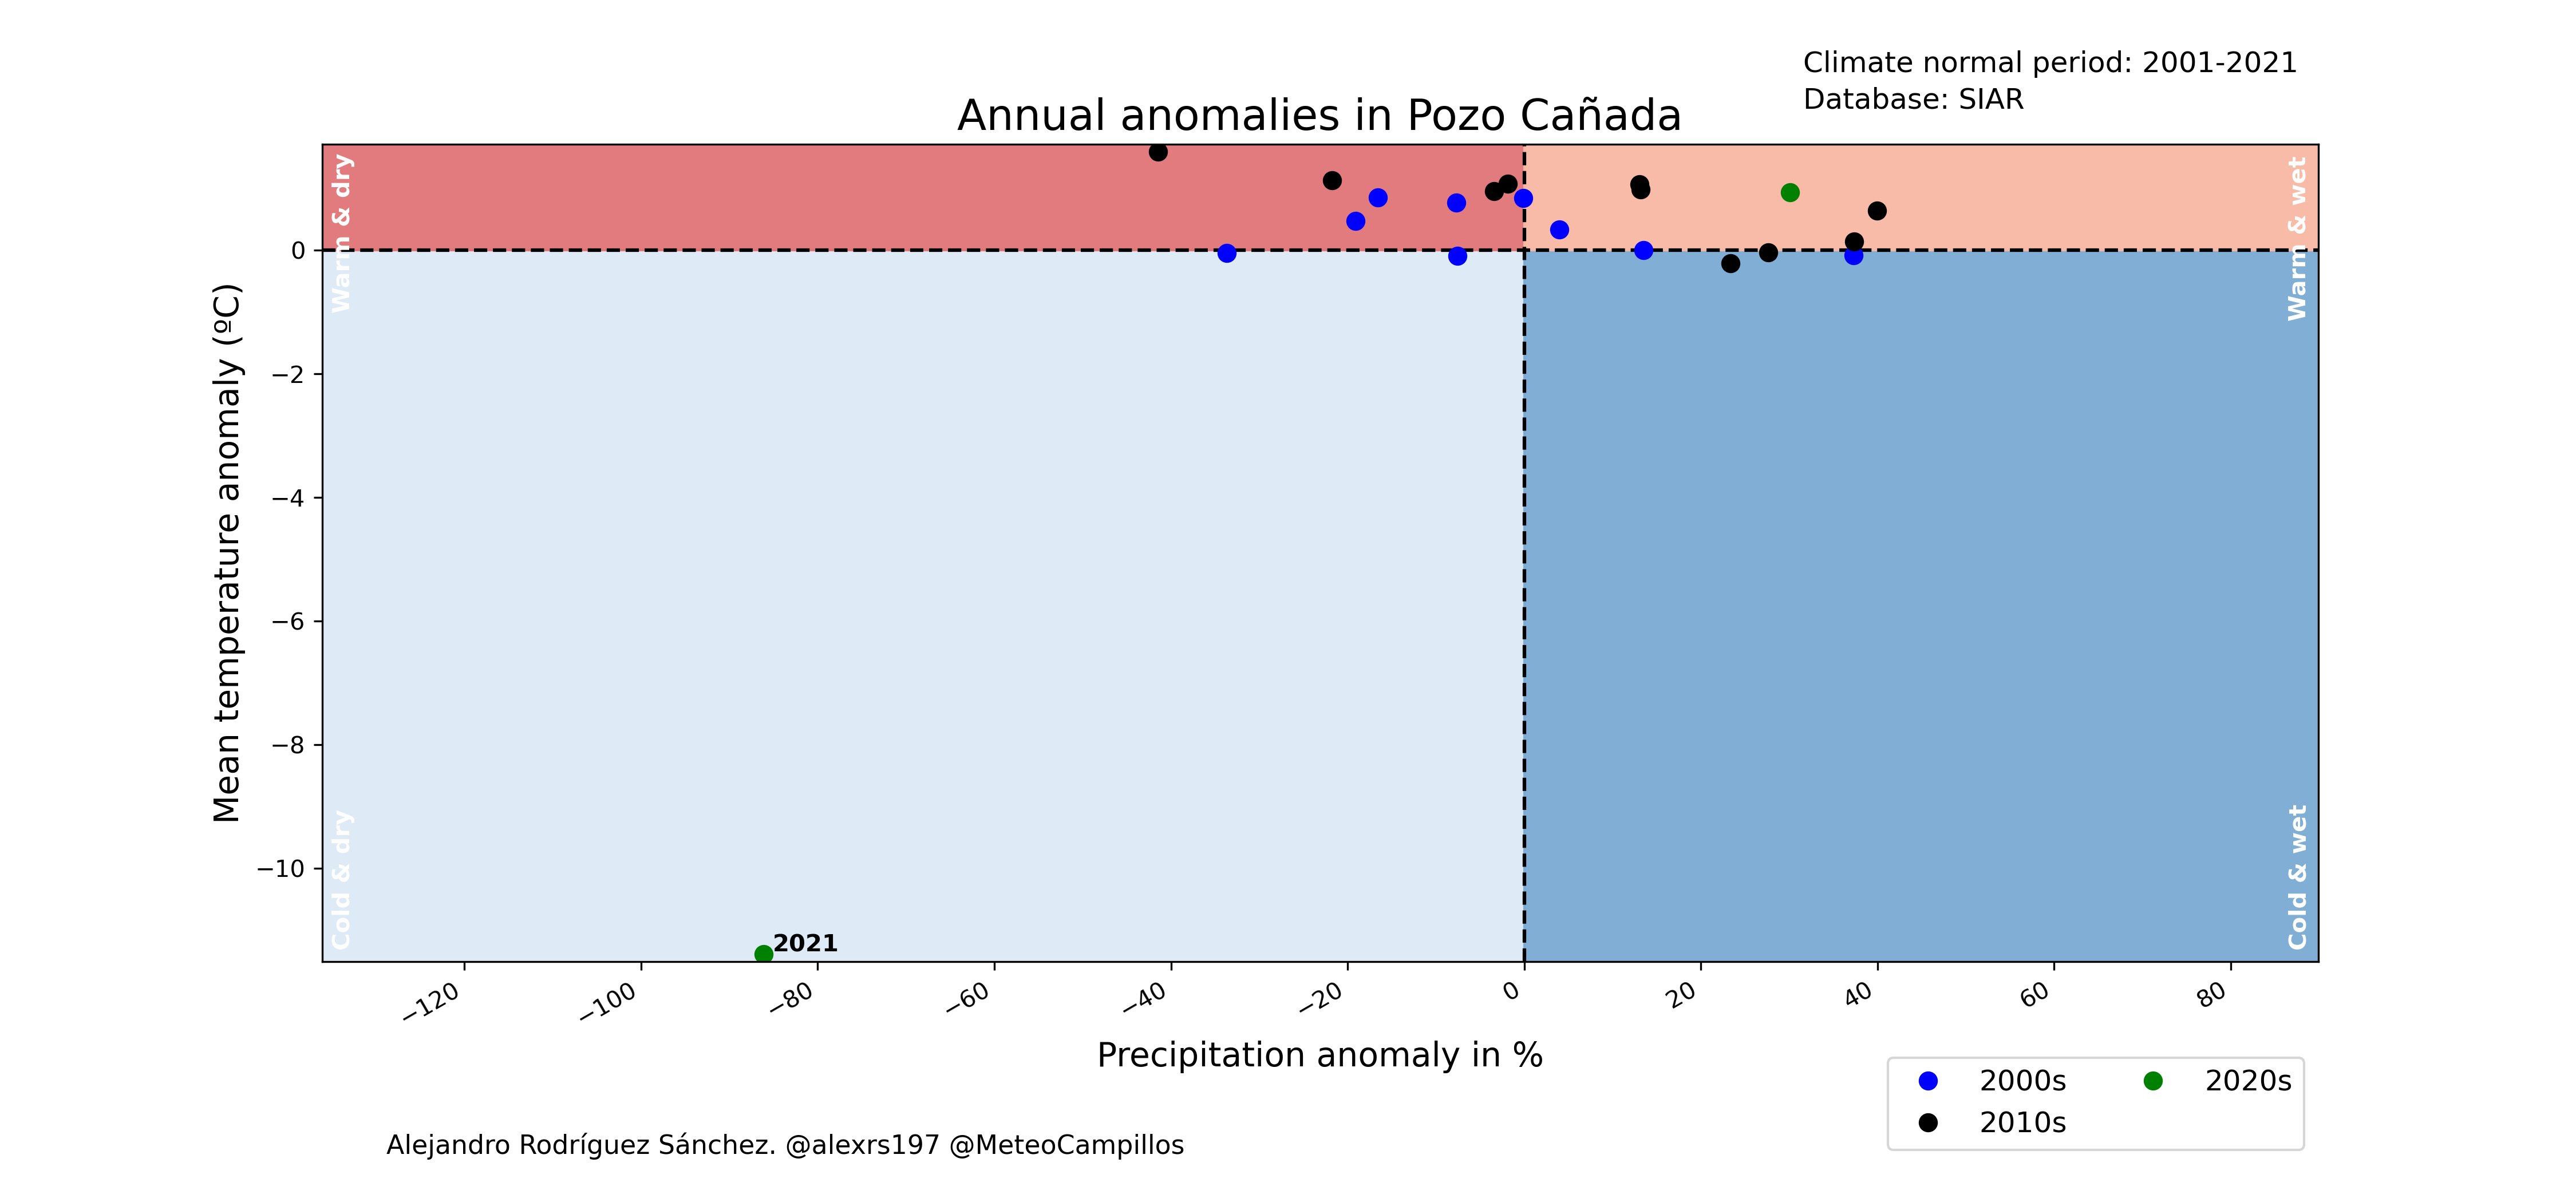 Climate normal period: 2001-2021
Database: SIAR
Annual anomalies in Pozo Cañada
Warm & dry
Warm & wet
Cold & dry
Cold & wet
Mean temperature anomaly (ºC)
0
−2
−4
−6
−8
−10
2021
−120
−100
−80
−60
−40
−20
0
20
40
60
80
Precipitation anomaly in %
2000s
2010s
2020s
Alejandro Rodríguez Sánchez. @alexrs197 @MeteoCampillos